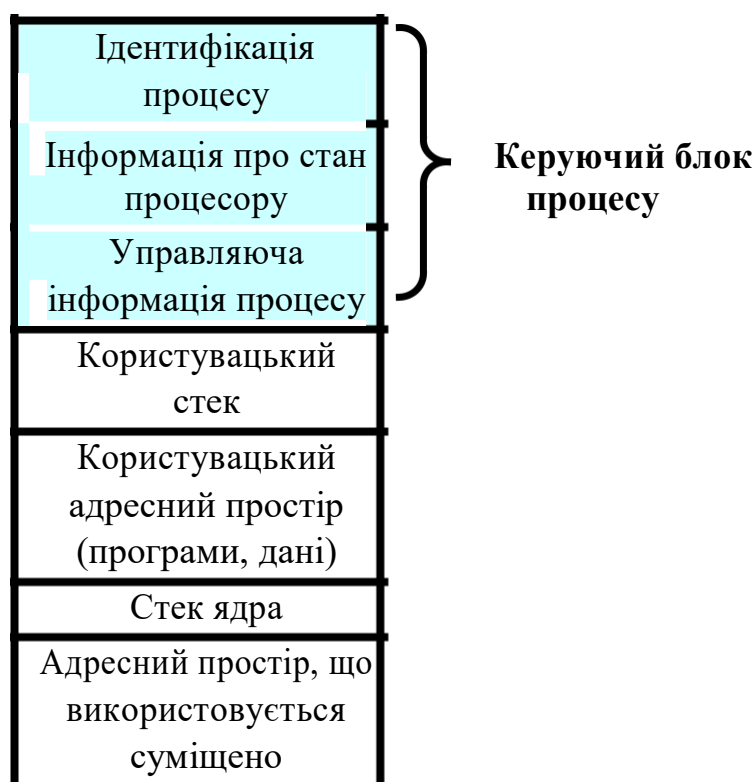 Ідентифікація
процесу
Інформація про стан
процесору
Управляюча
інформація процесу
Керуючий блок
процесу
Користувацький
стек
Користувацький
адресний простір
(програми, дані)
Стек ядра
Адресний простір, що
використовується
суміщено